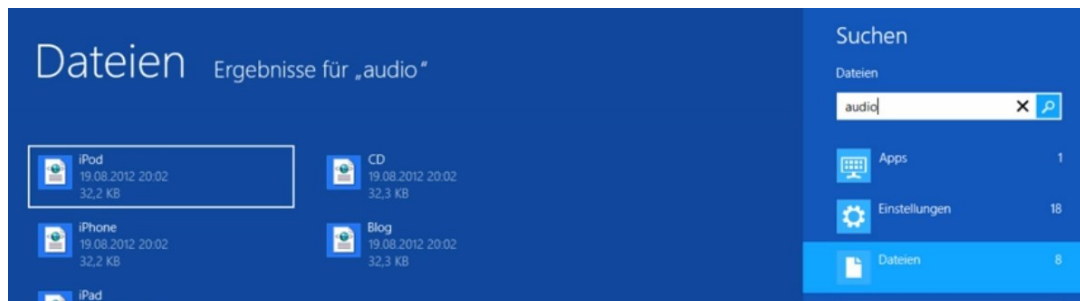 Dateien Ergebnisse für „audio“
iPod
19.08.2012 20:02
32,2 KB
CD
19.08.2012 20:02
32,3 KB
iPhone
19.08.2012 20:02
32,2 KB
Blog
19.08.2012 20:02
32,3 KB
iPad
Suchen
Dateien
audio
Apps 1
Einstellungen 18
Dateien 8